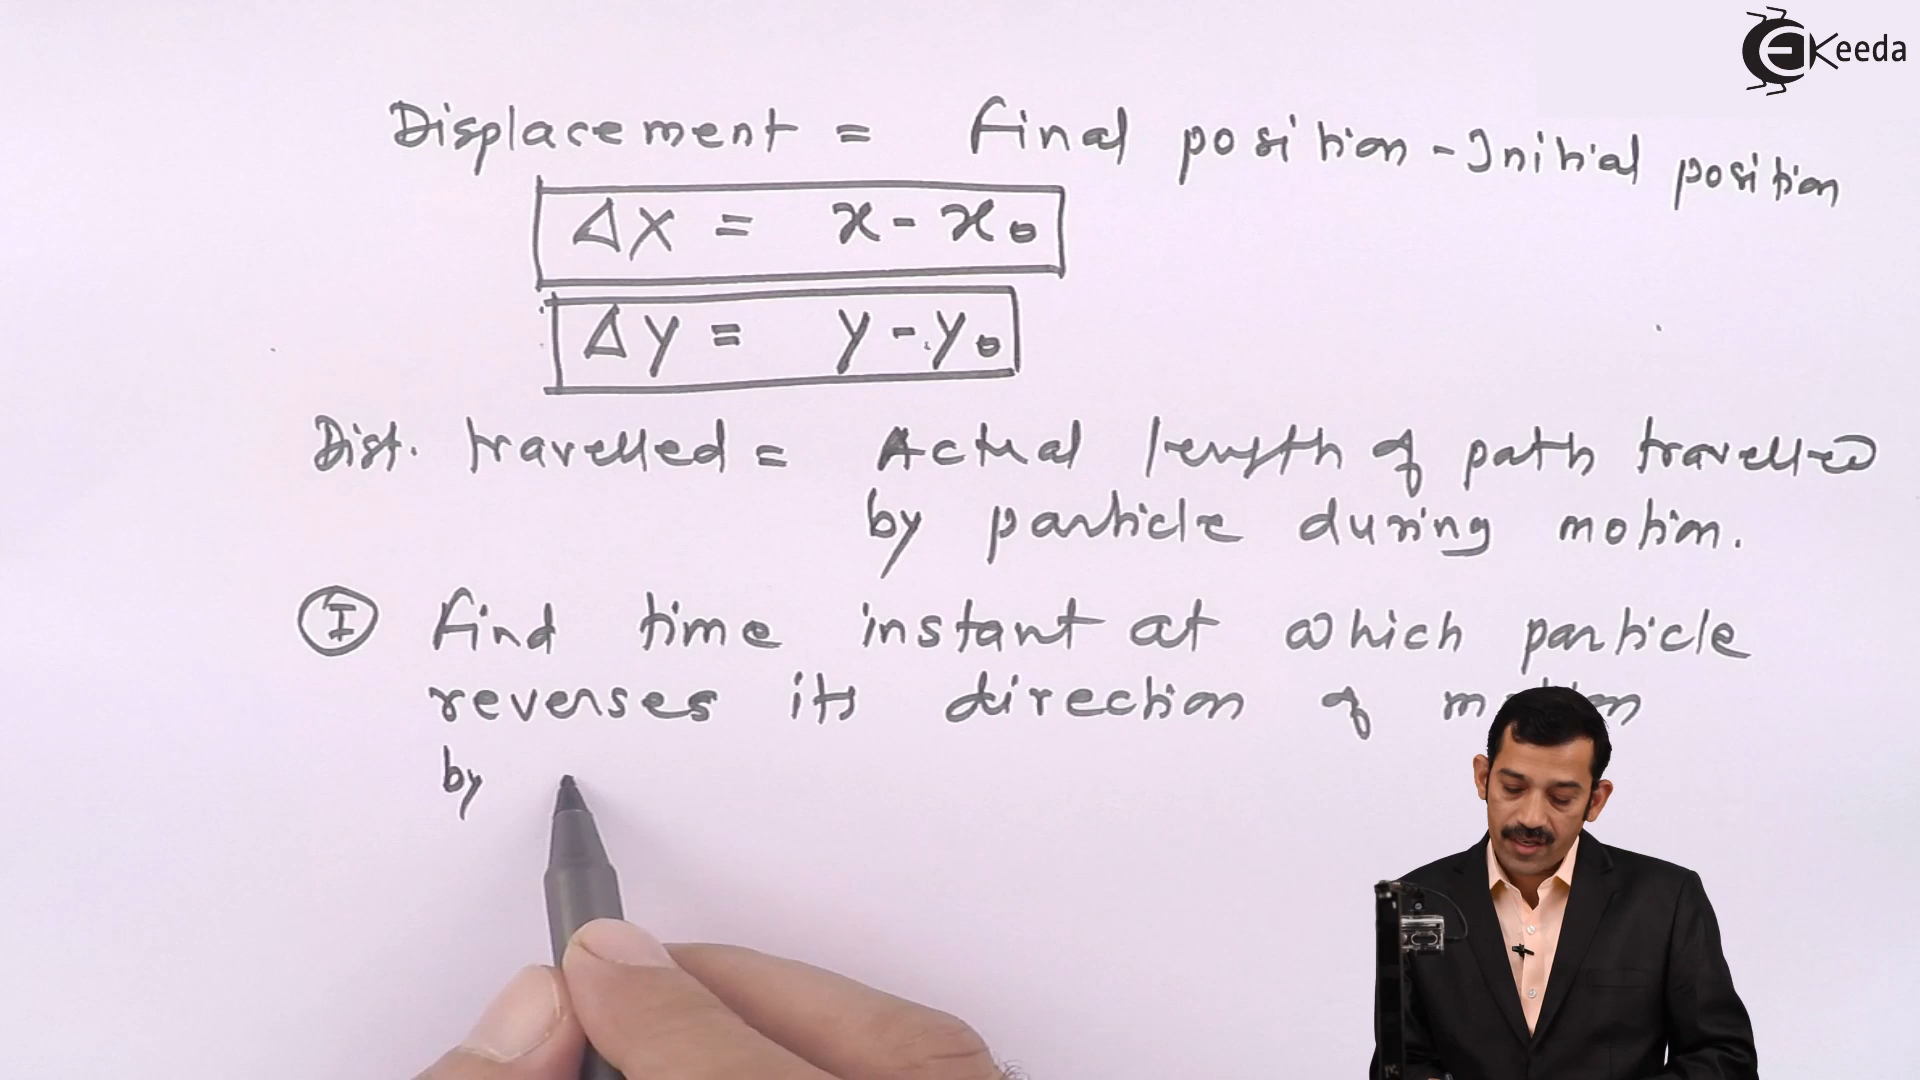 EKeeda
Displacement = Final position - Initial position
Δx = x - x₀
Δy = y - y₀
Dist. travelled = Actual length of path travelled
by particle during motion.
I Find time instant at which particle
reverses its direction of motion
by